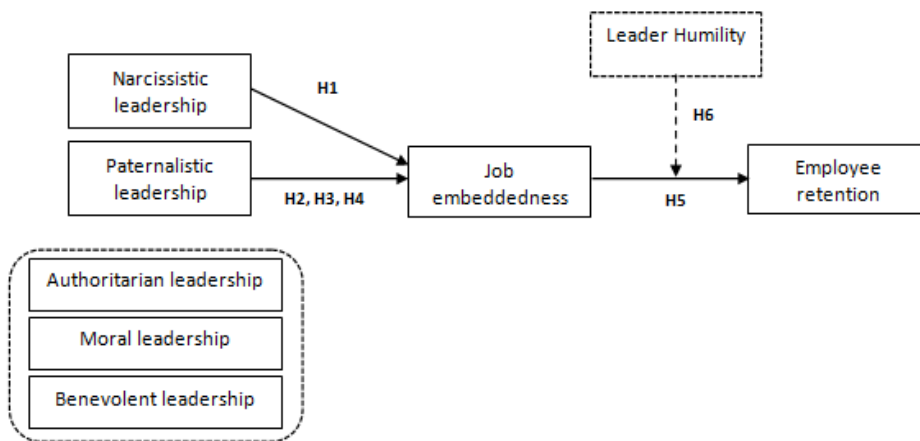 Leader Humility
Narcissistic
leadership
H1
H6
Paternalistic
leadership
H2, H3, H4
Job
embeddedness
H5
Employee
retention
Authoritarian leadership
Moral leadership
Benevolent leadership